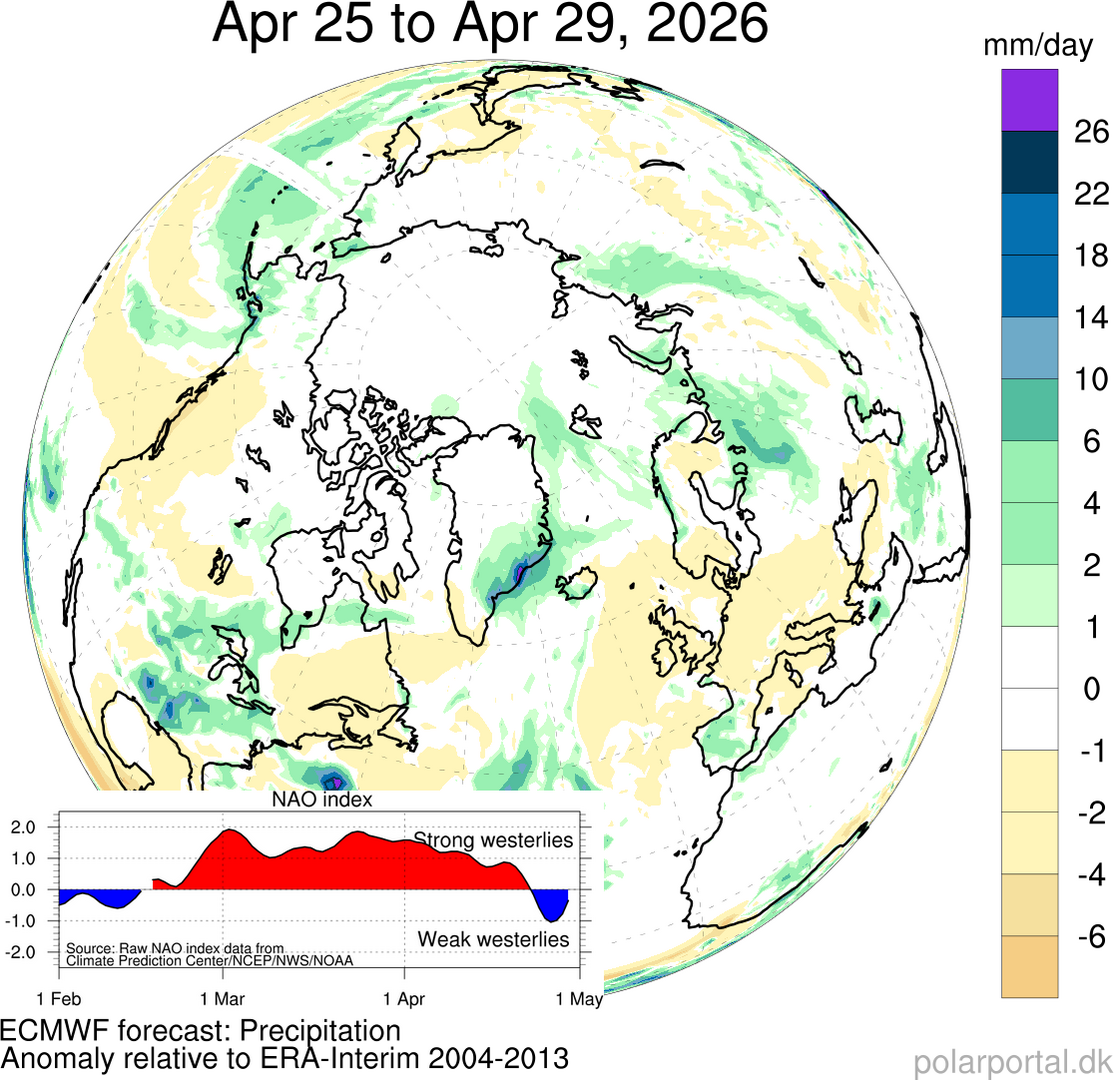 Apr 25 to Apr 29, 2026
mm/day
26
22
18
14
10
6
4
2
1
0
-1
-2
-4
-6
NAO index
2.0
1.0
0.0
-1.0
-2.0
Strong westerlies
Weak westerlies
Source: Raw NAO index data from
Climate Prediction Center/NCEP/NWS/NOAA
1 Feb
1 Mar
1 Apr
1 May
ECMWF forecast: Precipitation
Anomaly relative to ERA-Interim 2004-2013
polarportal.dk